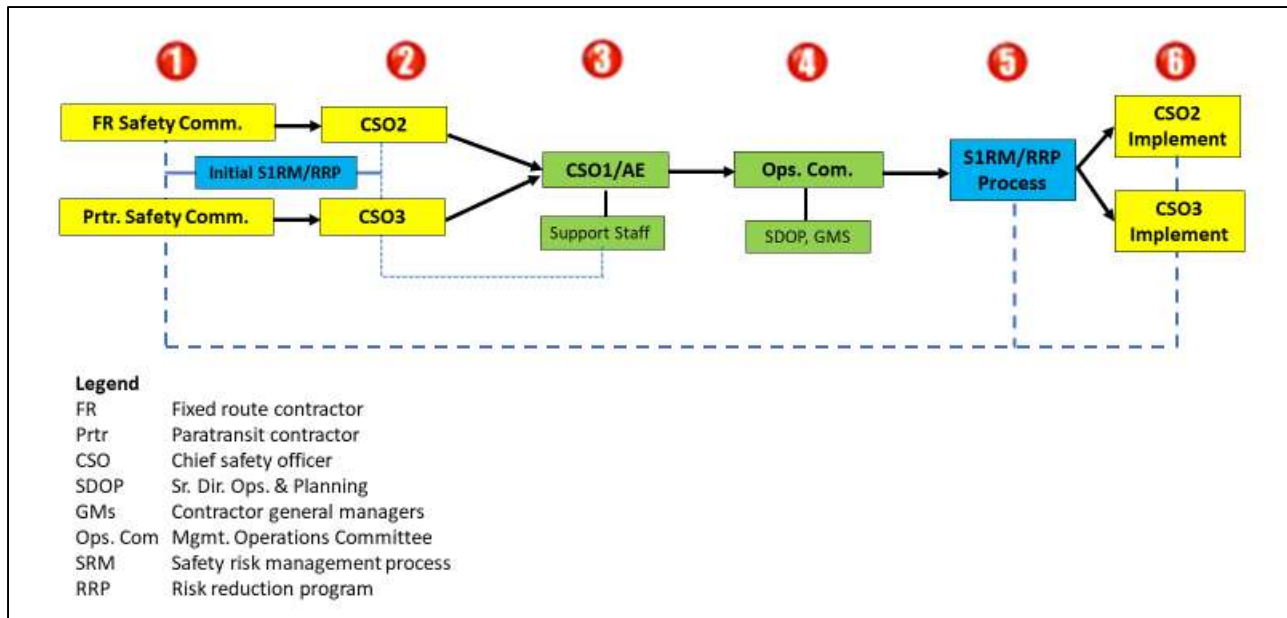 1 2 3 4 5 6
FR Safety Comm.
CSO2
Initial S1RM/RRP
Prtr. Safety Comm.
CSO3
CSO1/AE
Support Staff
Ops. Com.
SDOP, GMS
S1RM/RRP
Process
CSO2
Implement
CSO3
Implement
Legend
FR Fixed route contractor
Prtr Paratransit contractor
CSO Chief safety officer
SDOP Sr. Dir. Ops. & Planning
GMs Contractor general managers
Ops. Com Mgmt. Operations Committee
SRM Safety risk management process
RRP Risk reduction program